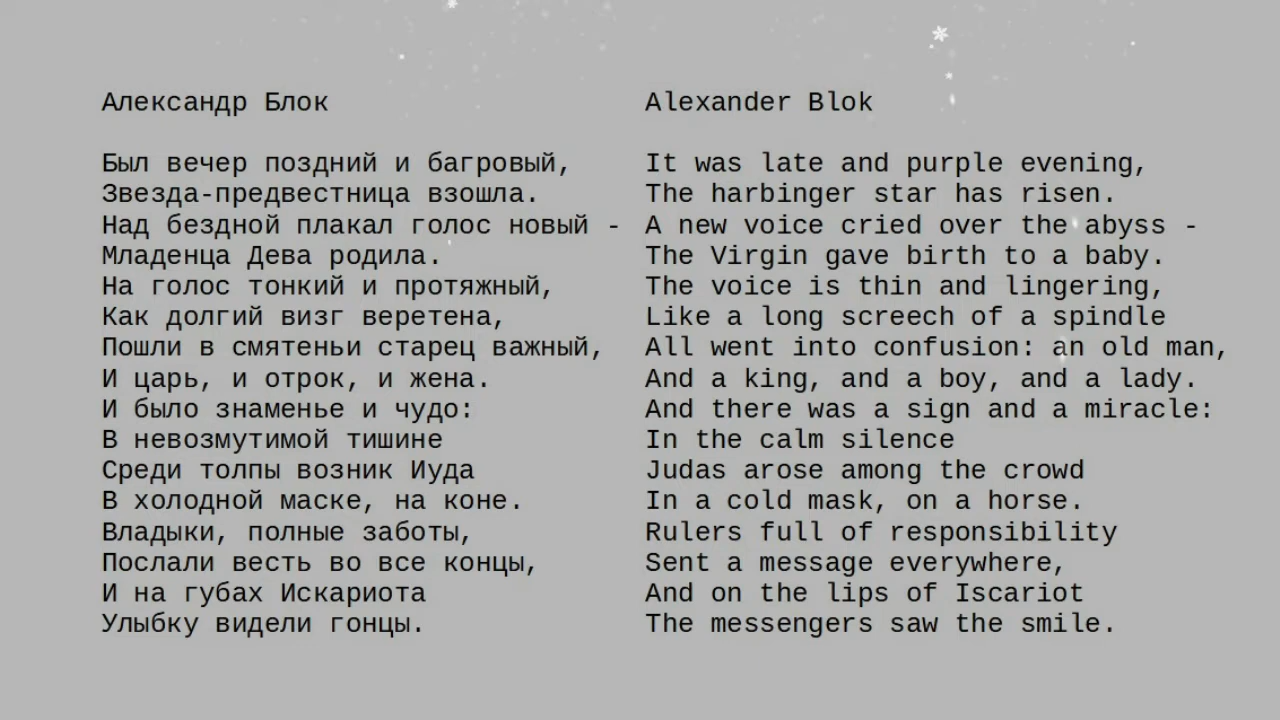 Александр Блок
Был вечер поздний и багровый,
Звезда-предвестница взошла.
Над бездной плакал голос новый -
Младенца Дева родила.
На голос тонкий и протяжный,
Как долгий визг веретена,
Пошли в смятеньи старец важный,
И царь, и отрок, и жена.
И было знаменье и чудо:
В невозмутимой тишине
Среди толпы возник Иуда
В холодной маске, на коне.
Владыки, полные заботы,
Послали весть во все концы,
И на губах Искариота
Улыбку видели гонцы.
Alexander Blok
It was late and purple evening,
The harbinger star has risen.
A new voice cried over the abyss -
The Virgin gave birth to a baby.
The voice is thin and lingering,
Like a long screech of a spindle
All went into confusion: an old man,
And a king, and a boy, and a lady.
And there was a sign and a miracle:
In the calm silence
Judas arose among the crowd
In a cold mask, on a horse.
Rulers full of responsibility
Sent a message everywhere,
And on the lips of Iscariot
The messengers saw the smile.